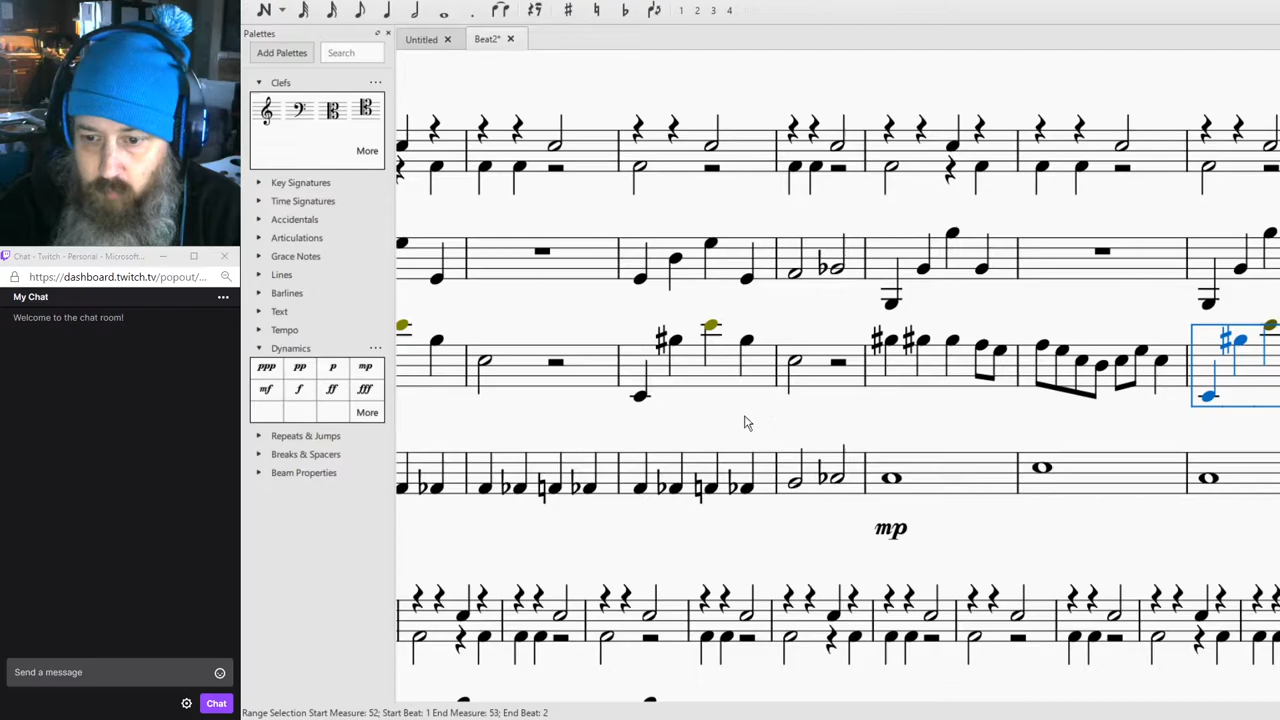 1 2 3 4
Palettes
Untitled
Beat2*
Add Palettes
Search
Clefs
More
Key Signatures
Time Signatures
Accidentals
Articulations
Grace Notes
Lines
Barlines
Text
Tempo
Dynamics
ppp pp p mp
mf f ff fff
More
Repeats & Jumps
Breaks & Spacers
Beam Properties
mp
Chat - Twitch - Personal - Microsoft...
https://dashboard.twitch.tv/popout/...
My Chat
Welcome to the chat room!
Send a message
Chat
Range Selection Start Measure: 52; Start Beat: 1 End Measure: 53; End Beat: 2